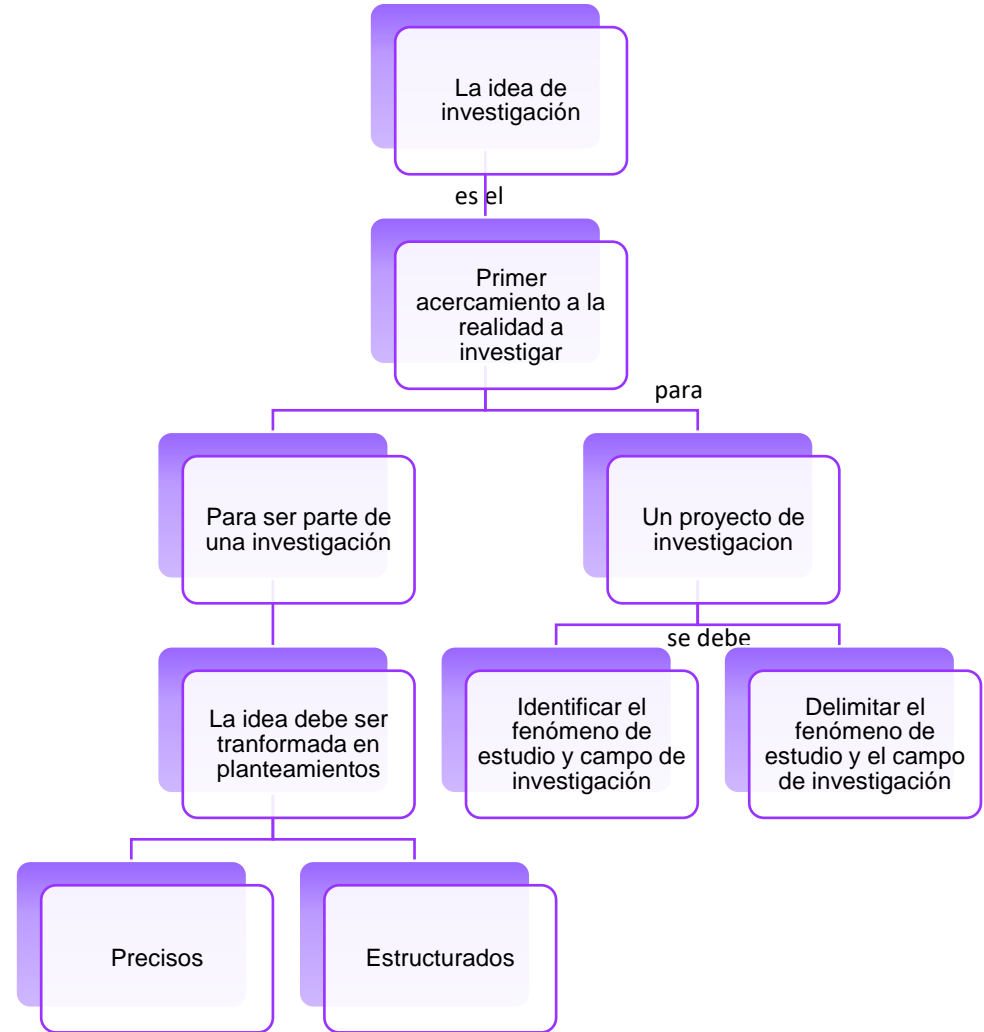 La idea de
investigación
es el
Primer
acercamiento a la
realidad a
investigar
para
Para ser parte de
una investigación
Un proyecto de
investigacion
se debe
La idea debe ser
tranformada en
planteamientos
Identificar el
fenómeno de
estudio y campo de
investigación
Delimitar el
fenómeno de
estudio y el campo
de investigación
Precisos
Estructurados